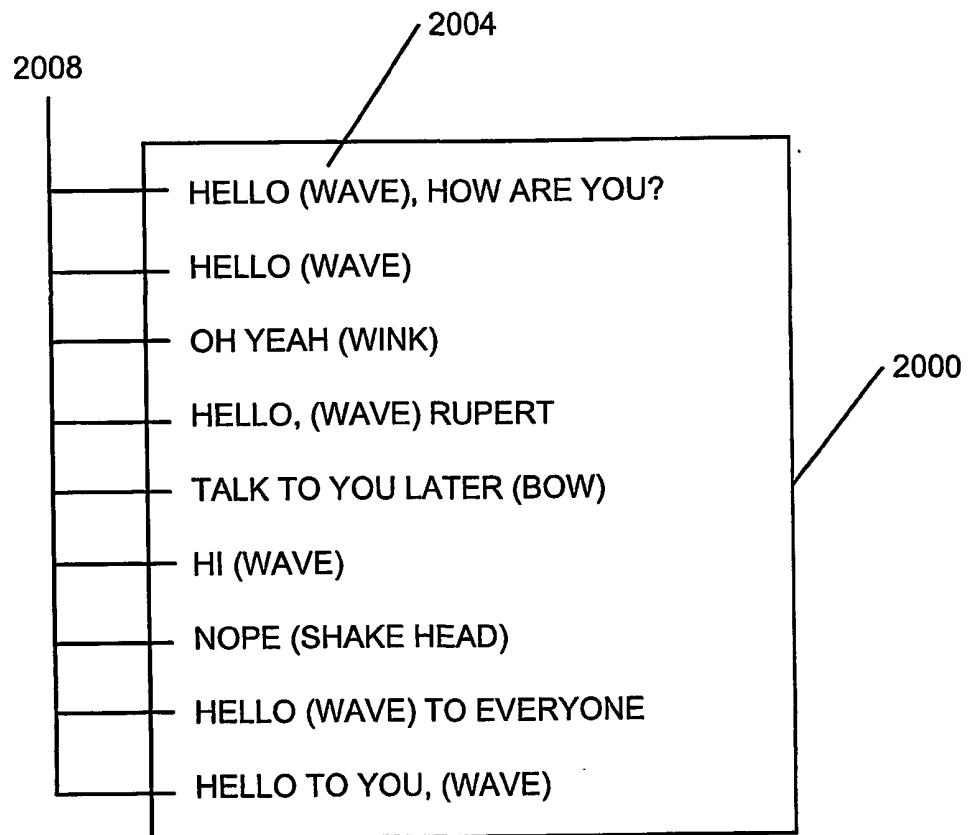 2004
2008
HELLO (WAVE), HOW ARE YOU?
HELLO (WAVE)
OH YEAH (WINK)
2000
HELLO, (WAVE) RUPERT
TALK TO YOU LATER (BOW)
HI (WAVE)
NOPE (SHAKE HEAD)
HELLO (WAVE) TO EVERYONE
HELLO TO YOU, (WAVE)